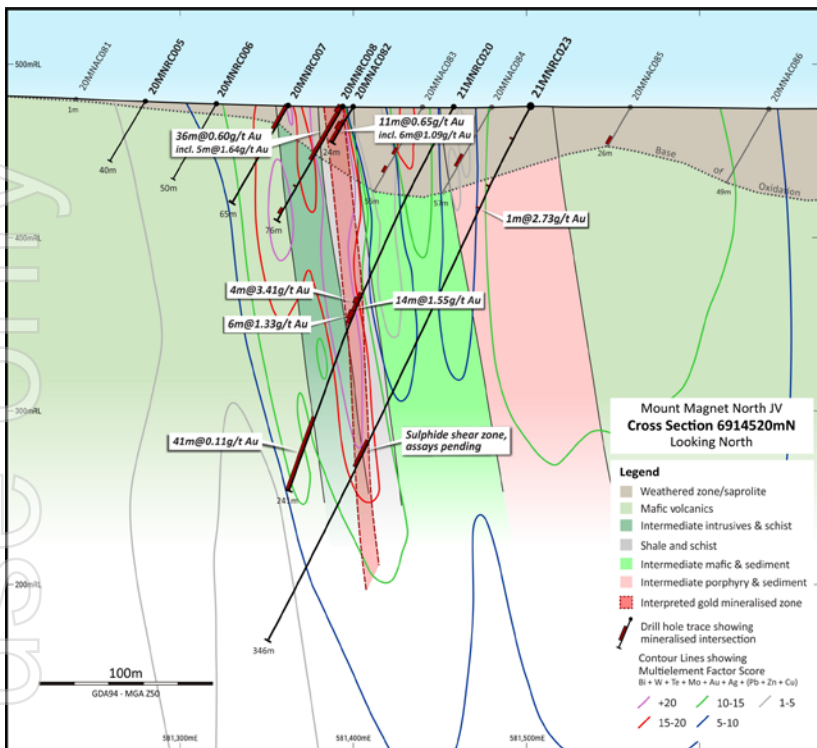 20MNAC081
20MNRC005
20MNRC006
20MNRC007
20MNRC008
20MNAC082
20MNAC083
21MNRC020
20MNAC084
21MNRC023
20MNAC085
20MNAC086
500mRL
400mRL
300mRL
200mRL
1m
40m
50m
65m
76m
24m
57m
26m
49m
346m
36m@0.60g/t Au
incl. 5m@1.64g/t Au
11m@0.65g/t Au
incl. 6m@1.09g/t Au
1m@2.73g/t Au
4m@3.41g/t Au
14m@1.55g/t Au
6m@1.33g/t Au
41m@0.11g/t Au
Sulphide shear zone,
assays pending
Base of Oxidation
Mount Magnet North JV
Cross Section 6914520mN
Looking North
Legend
Weathered zone/saprolite
Mafic volcanics
Intermediate intrusives & schist
Shale and schist
Intermediate mafic & sediment
Intermediate porphyry & sediment
Interpreted gold mineralised zone
Drill hole trace showing
mineralised intersection
Contour Lines showing
Multielement Factor Score
Bi + W + Te + Mo + Au + Ag + (Pb + Zn + Cu)
+20 10-15 1-5
15-20 5-10
100m
GDA94 - MGA Z50
581,300mE
581,400mE
581,500mE
use only